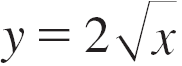 y = 2√x